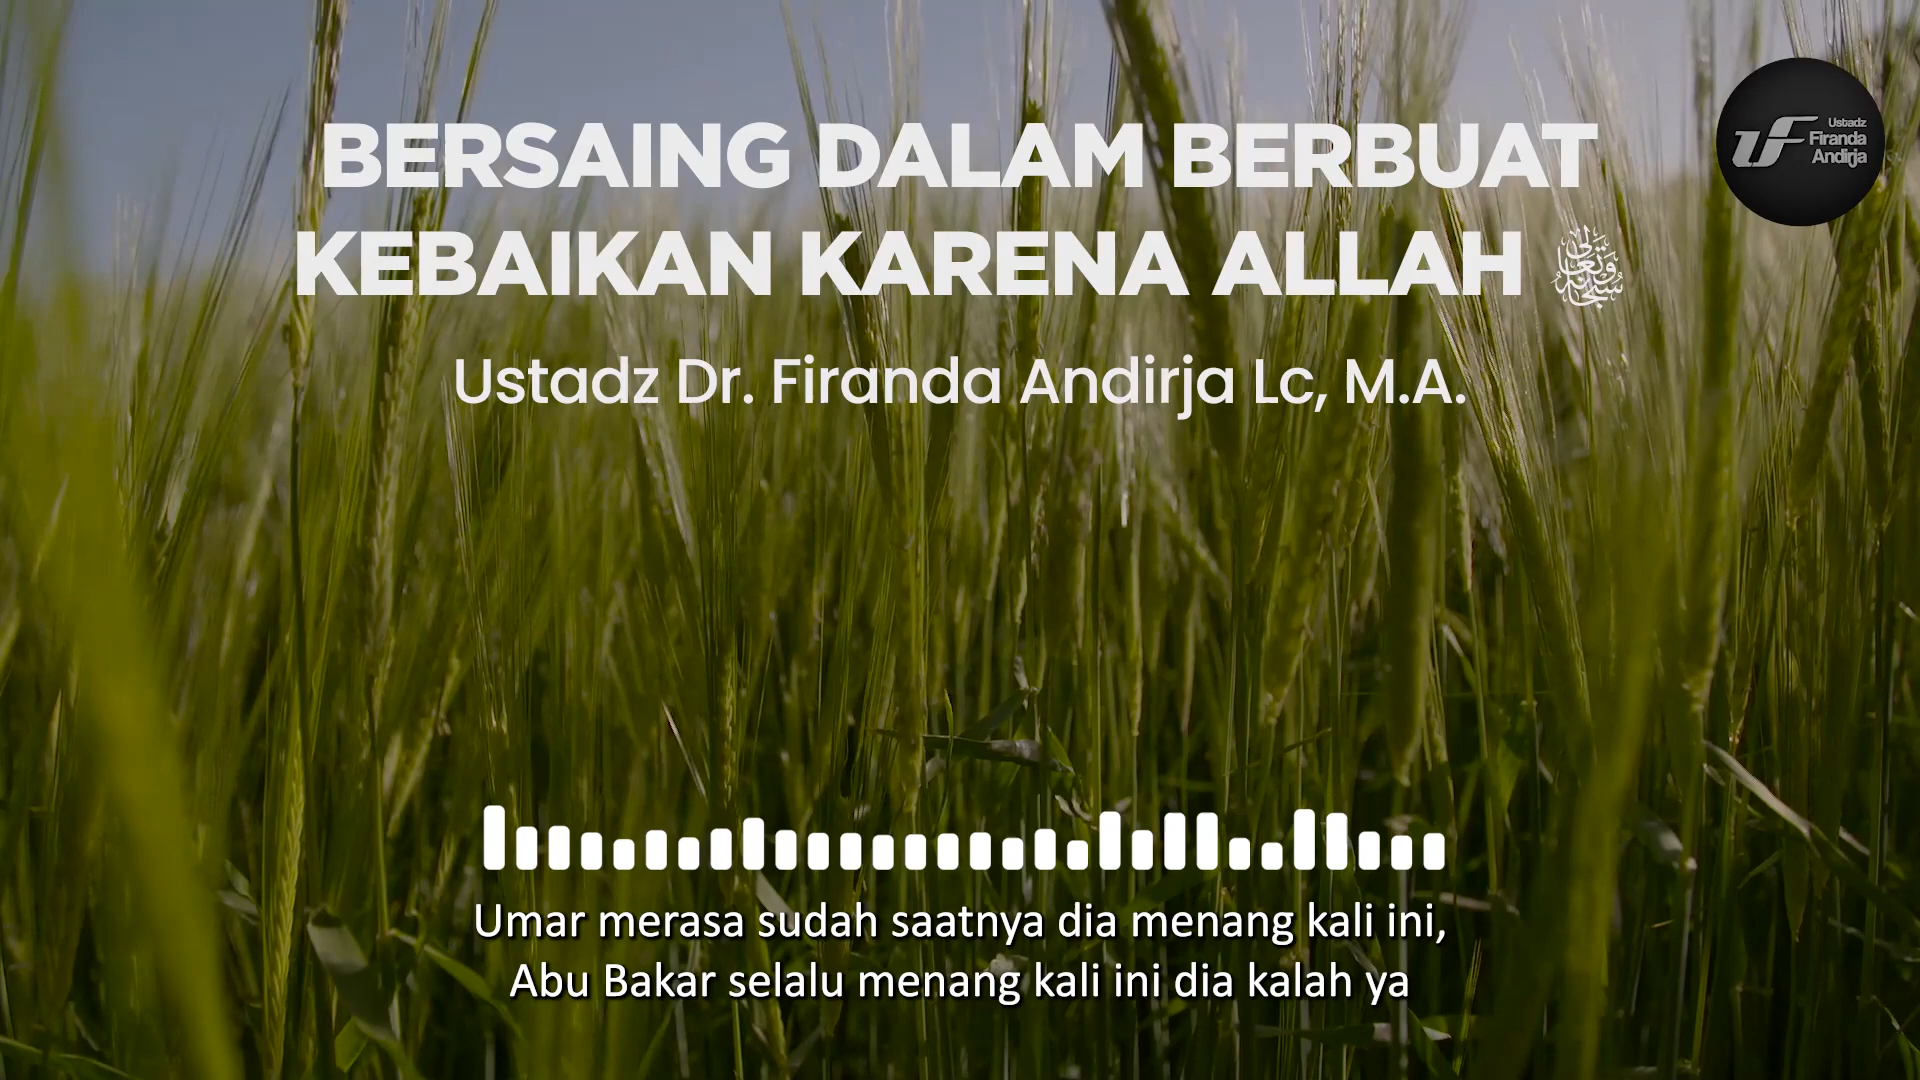 BERSAING DALAM BERBUAT
KEBAIKAN KARENA ALLAH سبحانه وتعالى
Ustadz Dr. Firanda Andirja Lc, M.A.
UF Ustadz
Firanda
Andirja
Umar merasa sudah saatnya dia menang kali ini,
Abu Bakar selalu menang kali ini dia kalah ya